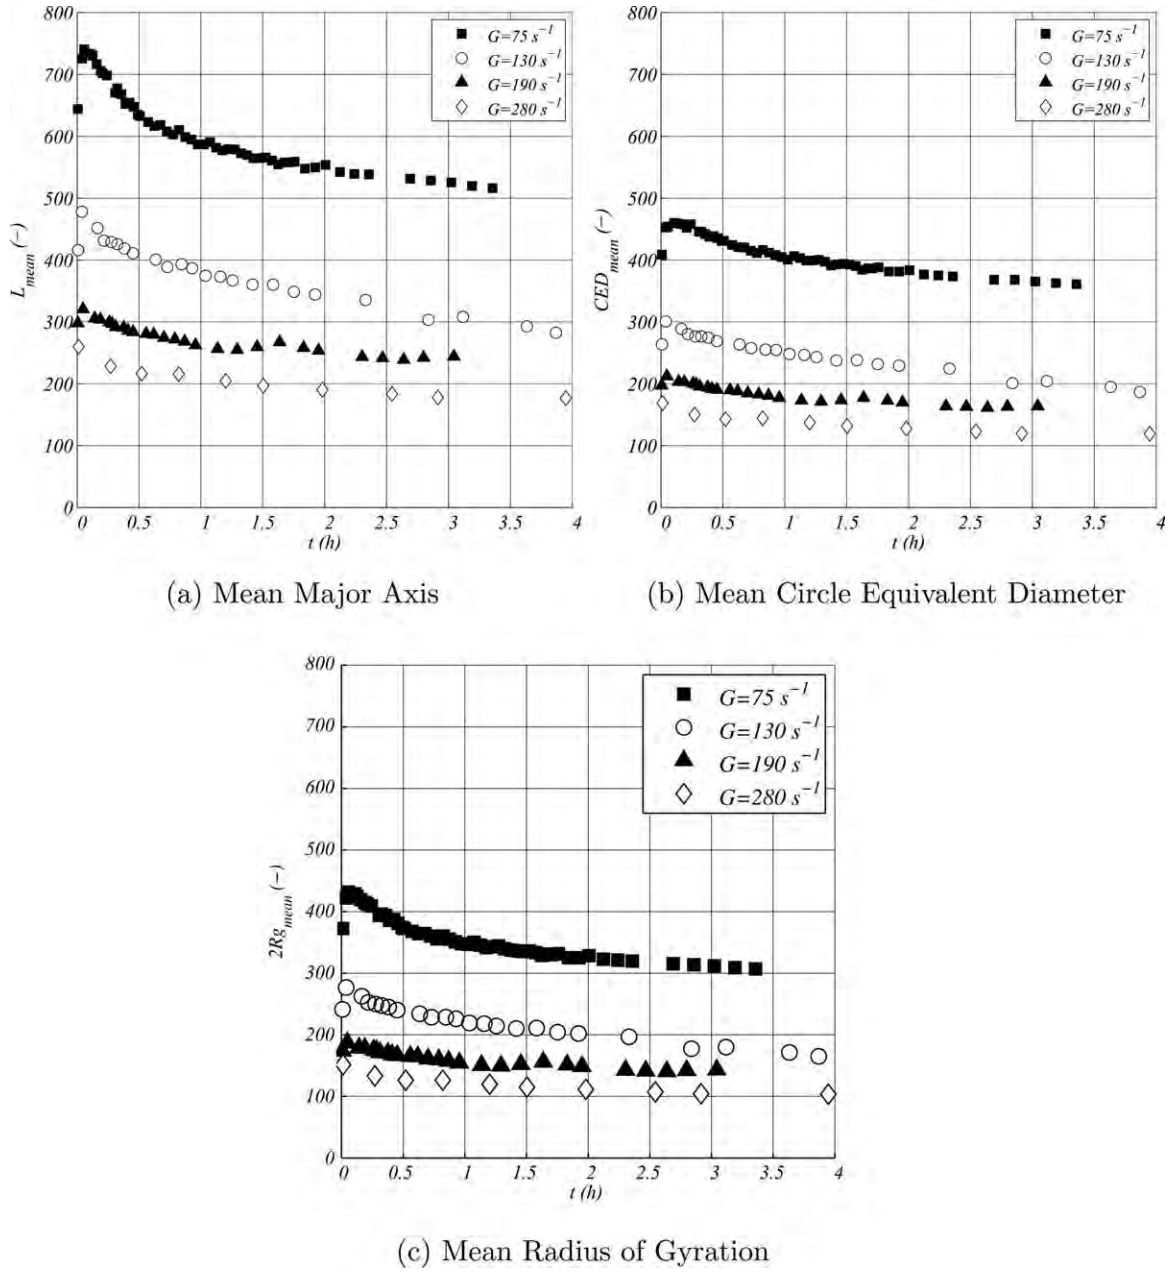 800
700
600
500
400
300
200
100
0
L_mean (−)
G=75 s⁻¹
G=130 s⁻¹
G=190 s⁻¹
G=280 s⁻¹
0 0.5 1 1.5 2 2.5 3 3.5 4
t (h)
(a) Mean Major Axis
800
700
600
500
400
300
200
100
0
CED_mean (−)
G=75 s⁻¹
G=130 s⁻¹
G=190 s⁻¹
G=280 s⁻¹
0 0.5 1 1.5 2 2.5 3 3.5 4
t (h)
(b) Mean Circle Equivalent Diameter
800
700
600
500
400
300
200
100
0
2Rg_mean (−)
G=75 s⁻¹
G=130 s⁻¹
G=190 s⁻¹
G=280 s⁻¹
0 0.5 1 1.5 2 2.5 3 3.5 4
t (h)
(c) Mean Radius of Gyration